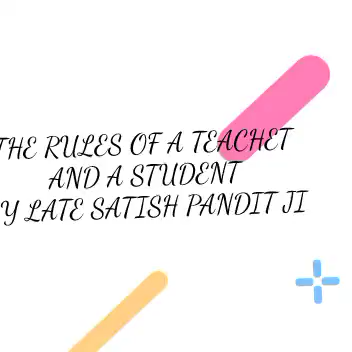 THE RULES OF A TEACHET
AND A STUDENT
Y LATE SATISH PANDIT JI